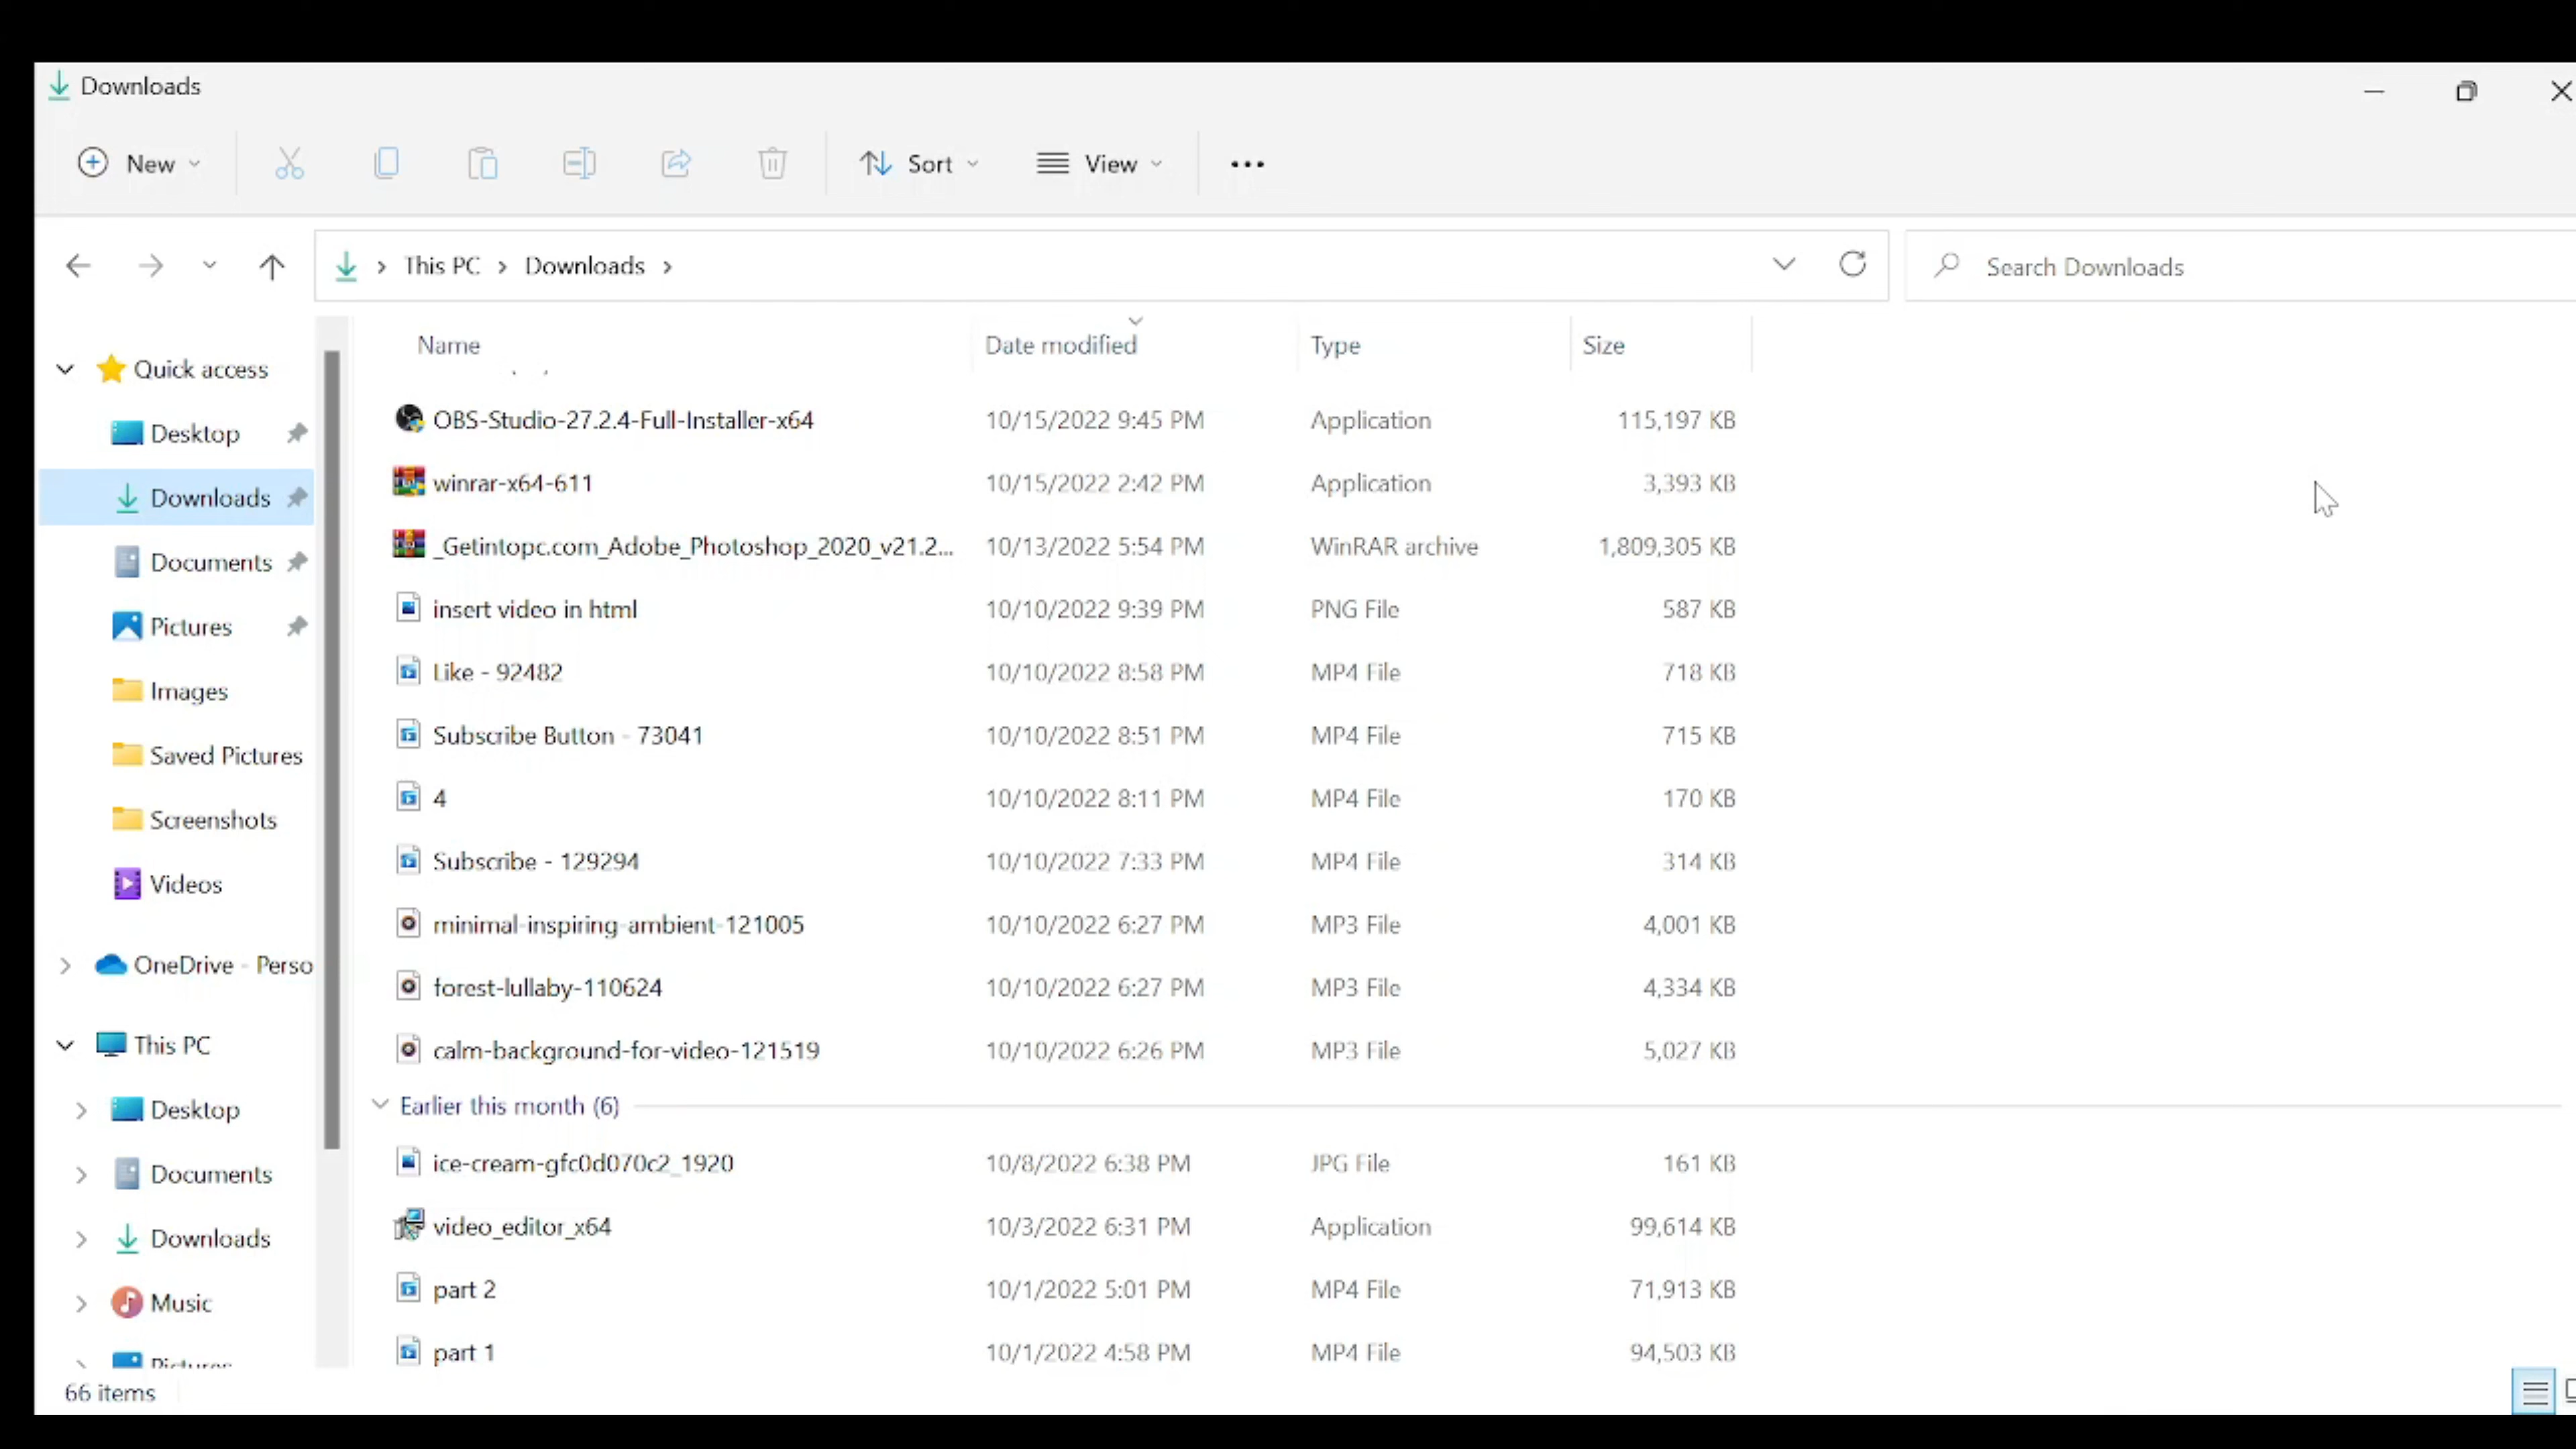 Downloads
New Sort View
This PC Downloads Search Downloads
Name Date modified Type Size
Quick access
Desktop
Downloads
Documents
Pictures
Images
Saved Pictures
Screenshots
Videos
OneDrive - Perso
This PC
Desktop
Documents
Downloads
Music
Pictures
OBS-Studio-27.2.4-Full-Installer-x64 10/15/2022 9:45 PM Application 115,197 KB
winrar-x64-611 10/15/2022 2:42 PM Application 3,393 KB
_Getintopc.com_Adobe_Photoshop_2020_v21.2... 10/13/2022 5:54 PM WinRAR archive 1,809,305 KB
insert video in html 10/10/2022 9:39 PM PNG File 587 KB
Like - 92482 10/10/2022 8:58 PM MP4 File 718 KB
Subscribe Button - 73041 10/10/2022 8:51 PM MP4 File 715 KB
4 10/10/2022 8:11 PM MP4 File 170 KB
Subscribe - 129294 10/10/2022 7:33 PM MP4 File 314 KB
minimal-inspiring-ambient-121005 10/10/2022 6:27 PM MP3 File 4,001 KB
forest-lullaby-110624 10/10/2022 6:27 PM MP3 File 4,334 KB
calm-background-for-video-121519 10/10/2022 6:26 PM MP3 File 5,027 KB
Earlier this month (6)
ice-cream-gfc0d070c2_1920 10/8/2022 6:38 PM JPG File 161 KB
video_editor_x64 10/3/2022 6:31 PM Application 99,614 KB
part 2 10/1/2022 5:01 PM MP4 File 71,913 KB
part 1 10/1/2022 4:58 PM MP4 File 94,503 KB
66 items